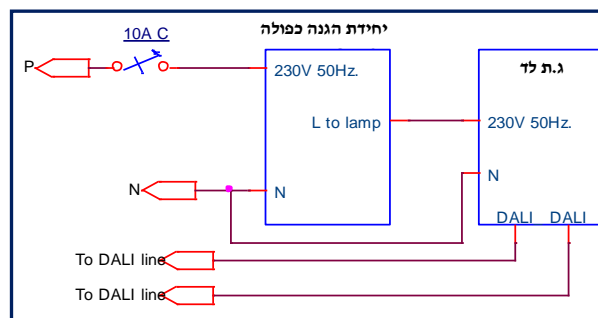 יחידת הגנה כפולה
10A C
ג.ת לד
P
230V 50Hz.
L to lamp
230V 50Hz.
N
N
N
DALI DALI
To DALI line
To DALI line